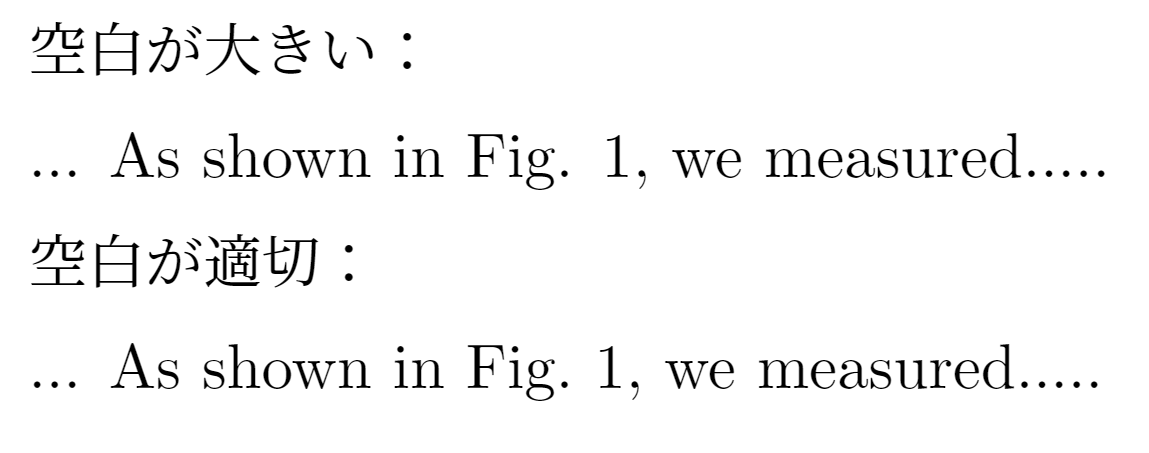 空白が大きい：
... As shown in Fig. 1, we measured.....
空白が適切：
... As shown in Fig. 1, we measured.....